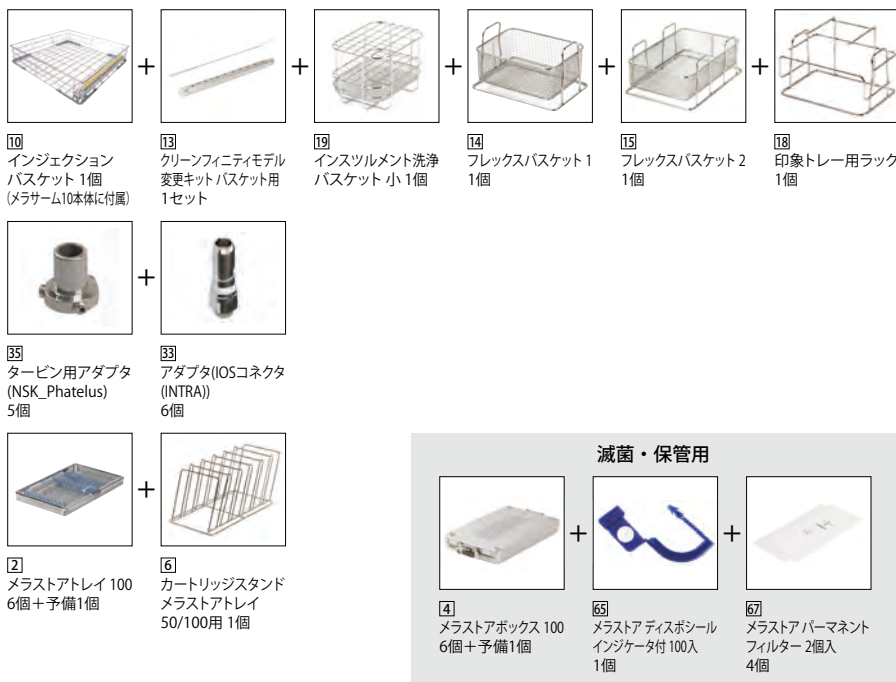 10
インジェクション
バスケット 1個
(メラサーム10本体に付属)
13
クリーンフィニティモデル
変更キット バスケット用
1セット
19
インスツルメント洗浄
バスケット 小 1個
14
フレックスバスケット 1
1個
15
フレックスバスケット 2
1個
18
印象トレー用ラック
1個
35
タービン用アダプタ
(NSK_Phatelus)
5個
33
アダプタ(IOSコネクタ
(INTRA))
6個
2
メラストアトレイ 100
6個＋予備1個
6
カートリッジスタンド
メラストアトレイ
50/100用 1個
滅菌・保管用
4
メラストアボックス 100
6個＋予備1個
65
メラストア ディスポシール
インジケータ付 100入
1個
67
メラストア パーマネント
フィルター 2個入
4個